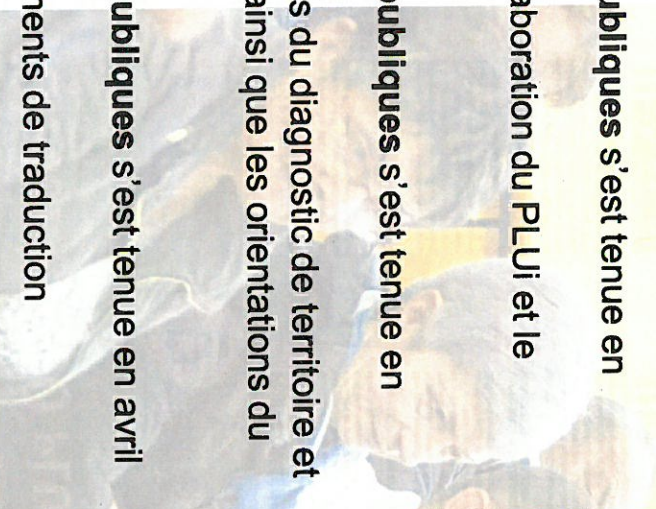 ubliques s'est tenue en
aboration du PLUi et le
publiques s'est tenue en
s du diagnostic de territoire et
ainsi que les orientations du
ubliques s'est tenue en avril
nents de traduction